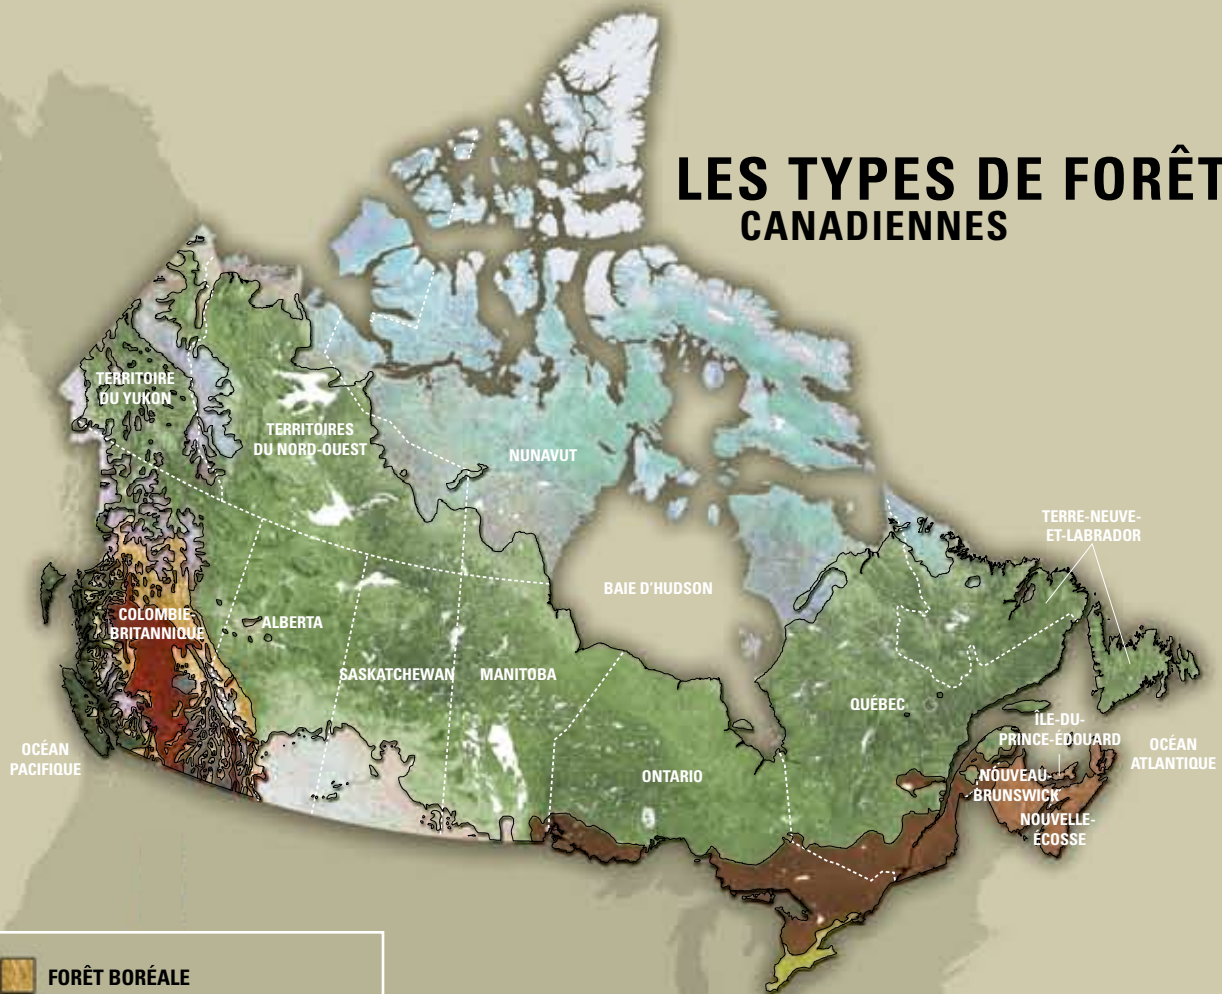 LES TYPES DE FORÊT
CANADIENNES
TERRITOIRE
DU YUKON
TERRITOIRES
DU NORD-OUEST
NUNAVUT
TERRE-NEUVE-
ET-LABRADOR
BAIE D'HUDSON
COLOMBIE-
BRITANNIQUE
ALBERTA
SASKATCHEWAN
MANITOBA
QUÉBEC
ÎLE-DU-
PRINCE-ÉDOUARD
OCÉAN
PACIFIQUE
OCÉAN
ATLANTIQUE
ONTARIO
NOUVEAU-
BRUNSWICK
NOUVELLE-
ÉCOSSE
FORÊT BORÉALE